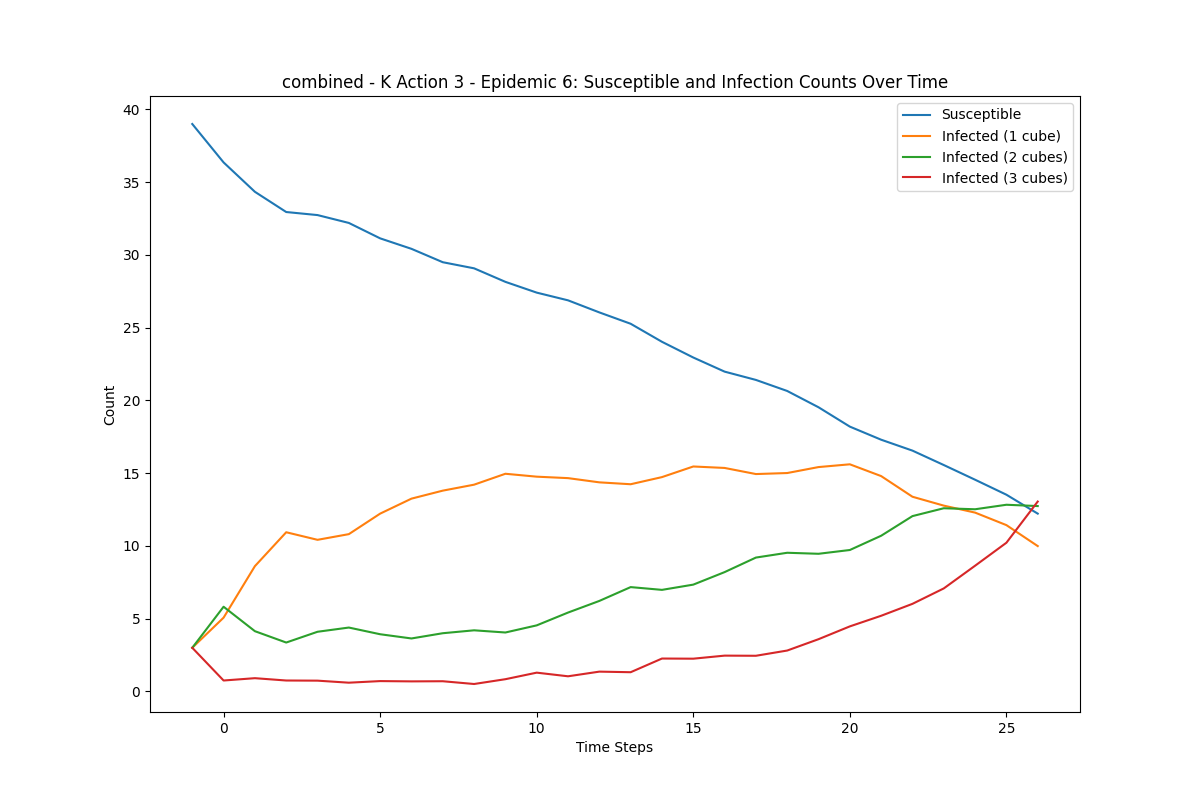 combined - K Action 3 - Epidemic 6: Susceptible and Infection Counts Over Time
Susceptible
Infected (1 cube)
Infected (2 cubes)
Infected (3 cubes)
40
35
30
25
20
15
10
5
0
Count
0 5 10 15 20 25
Time Steps